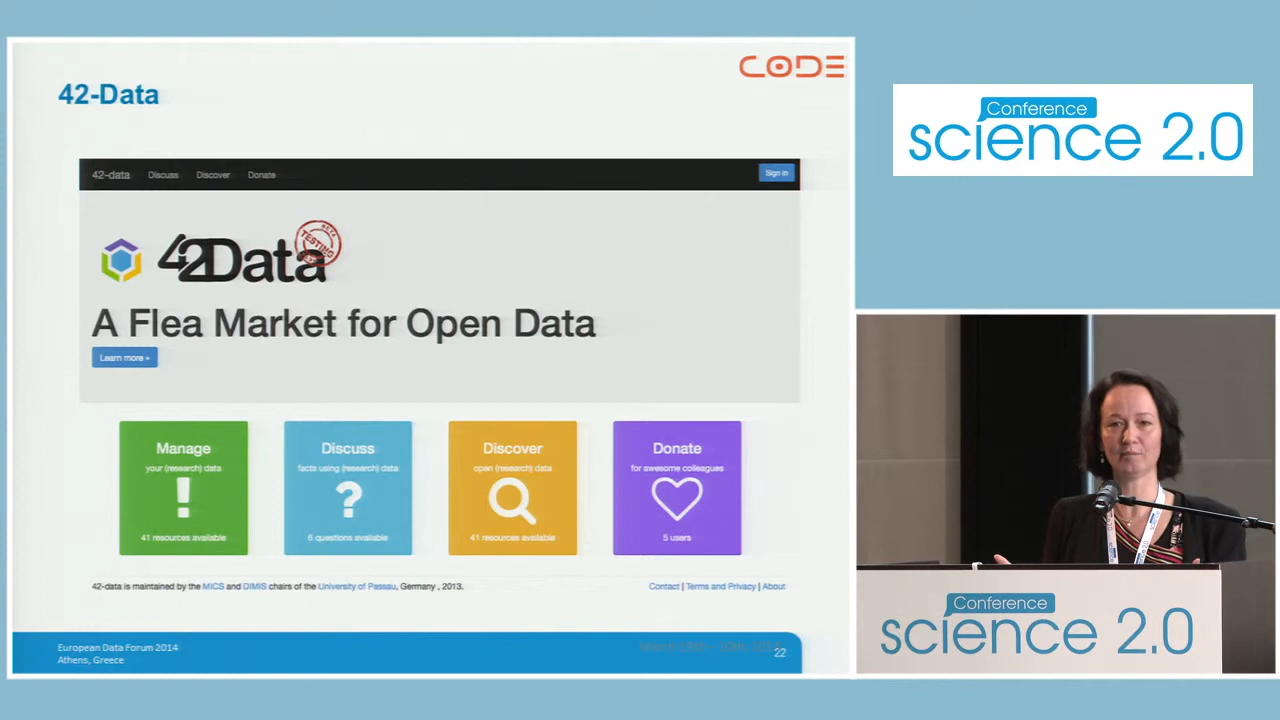 CODE
42-Data
42-data Discuss Discover Donate Sign in
42Data
TESTING
A Flea Market for Open Data
Learn more »
Manage
your (research) data
!
41 resources available
Discuss
facts using (research) data
?
6 questions available
Discover
open (research) data
41 resources available
Donate
for awesome colleagues
5 users
42-data is maintained by the MICS and DIMIS chairs of the University of Passau, Germany , 2013.
Contact | Terms and Privacy | About
European Data Forum 2014
Athens, Greece
22
Conference
science 2.0
Conference
science 2.0